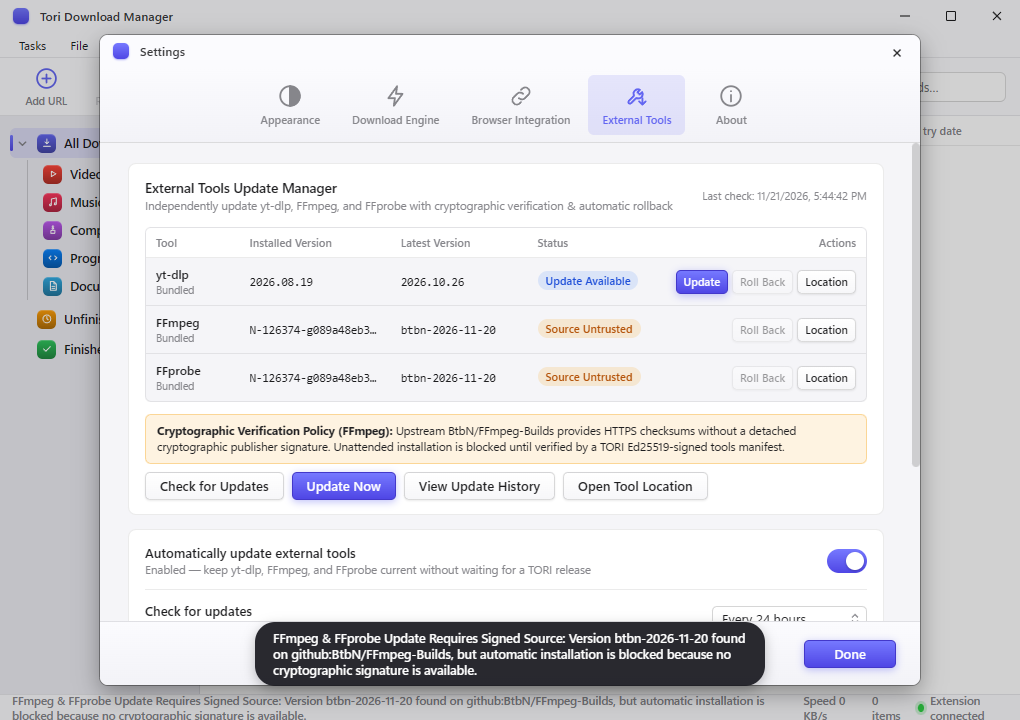 Tori Download Manager
Tasks File
Settings
Add URL
Appearance
Download Engine
Browser Integration
External Tools
About
ds...
try date
All Do
Video
Music
Comp
Progr
Docu
Unfini
Finishe
External Tools Update Manager
Independently update yt-dlp, FFmpeg, and FFprobe with cryptographic verification & automatic rollback
Last check: 11/21/2026, 5:44:42 PM
Tool Installed Version Latest Version Status Actions
yt-dlp
Bundled
2026.08.19 2026.10.26 Update Available Update Roll Back Location
FFmpeg
Bundled
N-126374-g089a48eb3… btbn-2026-11-20 Source Untrusted Roll Back Location
FFprobe
Bundled
N-126374-g089a48eb3… btbn-2026-11-20 Source Untrusted Roll Back Location
Cryptographic Verification Policy (FFmpeg): Upstream BtbN/FFmpeg-Builds provides HTTPS checksums without a detached
cryptographic publisher signature. Unattended installation is blocked until verified by a TORI Ed25519-signed tools manifest.
Check for Updates Update Now View Update History Open Tool Location
Automatically update external tools
Enabled — keep yt-dlp, FFmpeg, and FFprobe current without waiting for a TORI release
Check for updates
Every 24 hours
FFmpeg & FFprobe Update Requires Signed Source: Version btbn-2026-11-20 found
on github:BtbN/FFmpeg-Builds, but automatic installation is blocked because no
cryptographic signature is available.
Done
FFmpeg & FFprobe Update Requires Signed Source: Version btbn-2026-11-20 found on github:BtbN/FFmpeg-Builds, but automatic installation is
blocked because no cryptographic signature is available.
Speed 0
KB/s
0
items
Extension
connected